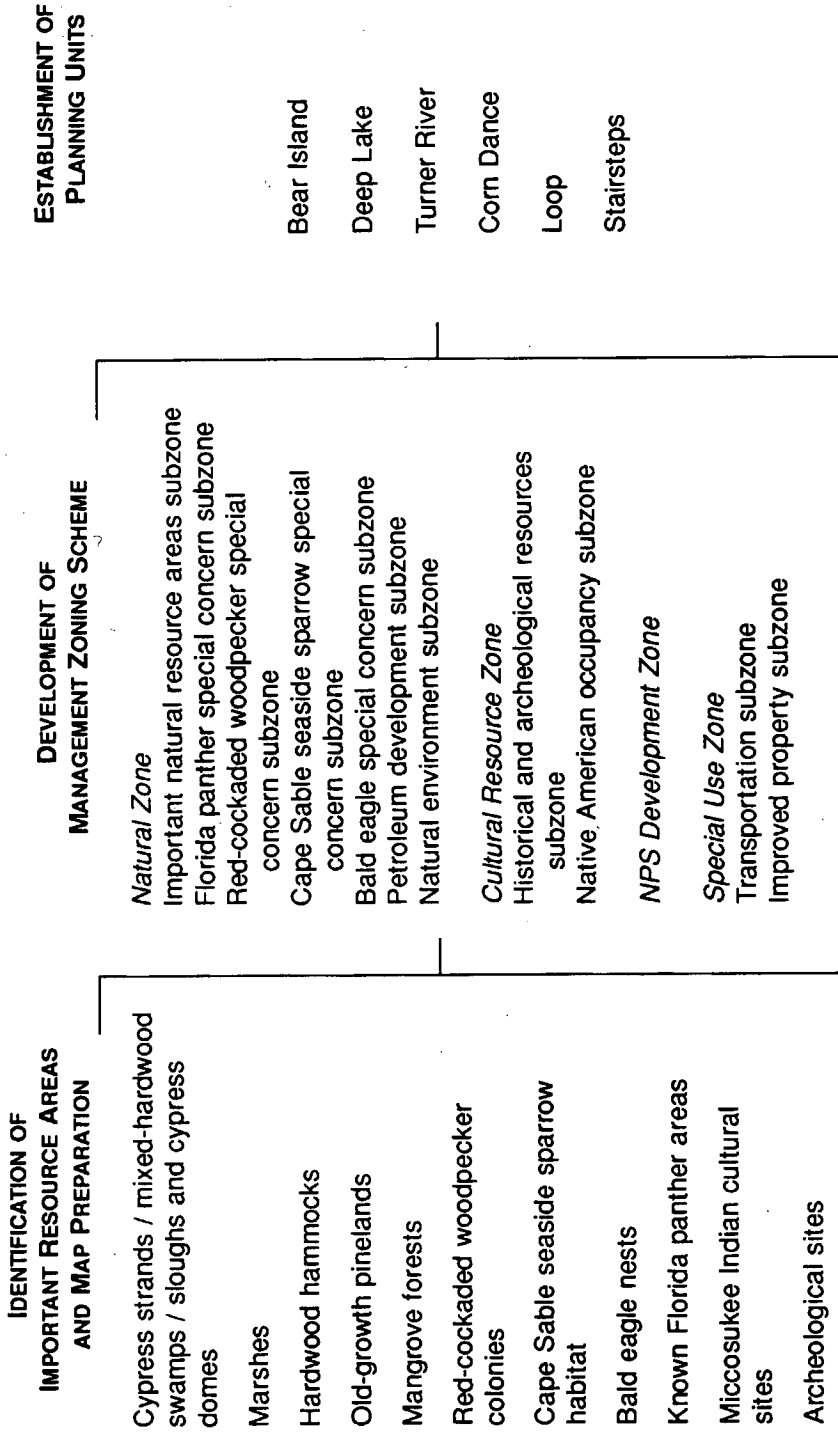 IDENTIFICATION OF
IMPORTANT RESOURCE AREAS
AND MAP PREPARATION
Cypress strands / mixed-hardwood
swamps / sloughs and cypress
domes
Marshes
Hardwood hammocks
Old-growth pinelands
Mangrove forests
Red-cockaded woodpecker
colonies
Cape Sable seaside sparrow
habitat
Bald eagle nests
Known Florida panther areas
Miccosukee Indian cultural
sites
Archeological sites
DEVELOPMENT OF
MANAGEMENT ZONING SCHEME
Natural Zone
Important natural resource areas subzone
Florida panther special concern subzone
Red-cockaded woodpecker special
concern subzone
Cape Sable seaside sparrow special
concern subzone
Bald eagle special concern subzone
Petroleum development subzone
Natural environment subzone
Cultural Resource Zone
Historical and archeological resources
subzone
Native American occupancy subzone
NPS Development Zone
Special Use Zone
Transportation subzone
Improved property subzone
ESTABLISHMENT OF
PLANNING UNITS
Bear Island
Deep Lake
Turner River
Corn Dance
Loop
Stairsteps